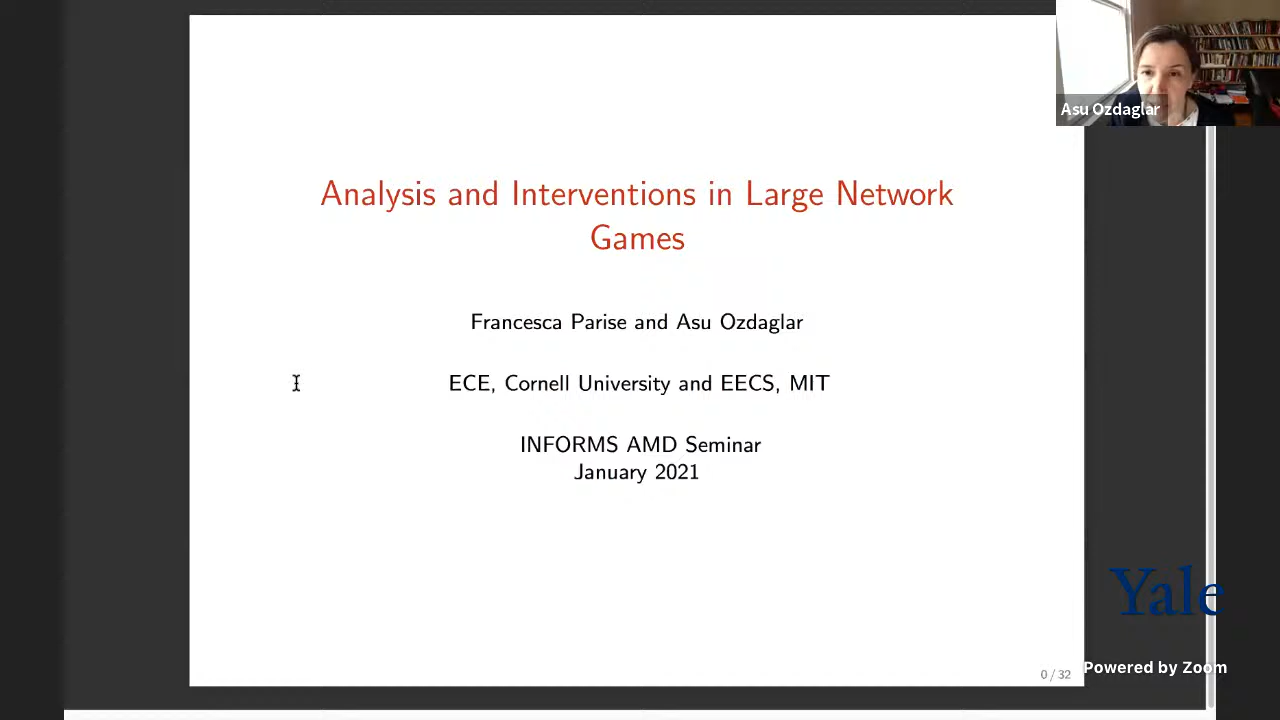 Asu Ozdaglar
Analysis and Interventions in Large Network
Games
Francesca Parise and Asu Ozdaglar
ECE, Cornell University and EECS, MIT
INFORMS AMD Seminar
January 2021
Yale
0 / 32
Powered by Zoom